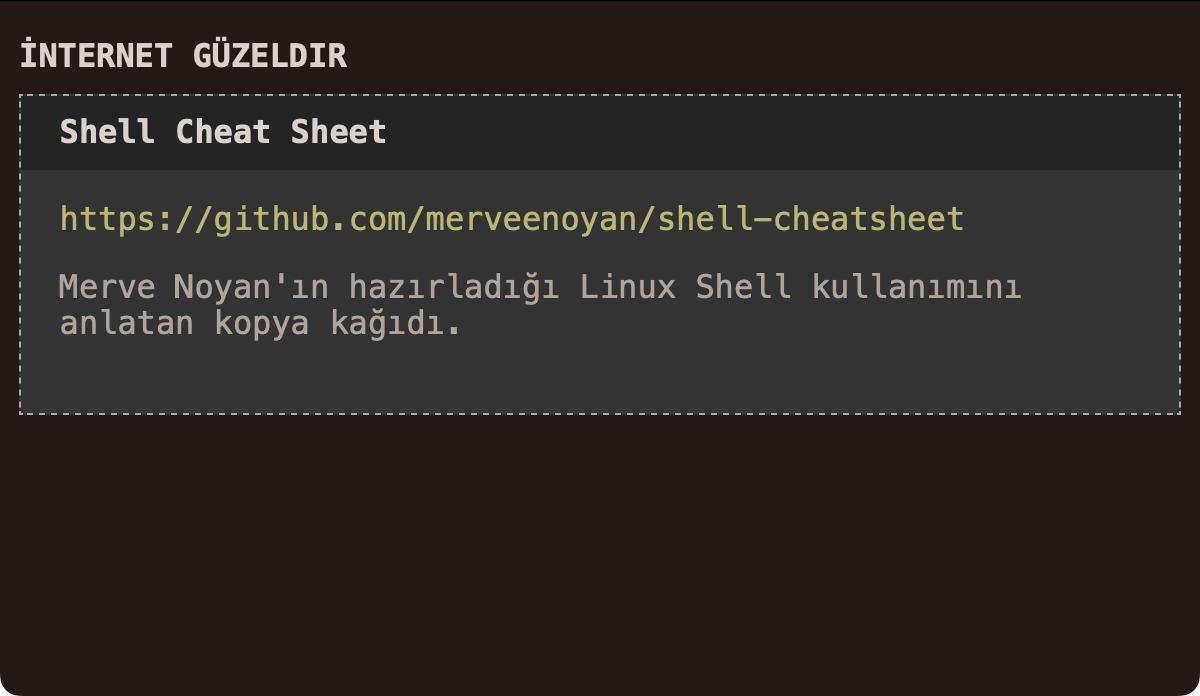 İNTERNET GÜZELDIR
Shell Cheat Sheet
https://github.com/merveenoyan/shell-cheatsheet
Merve Noyan'ın hazırladığı Linux Shell kullanımını
anlatan kopya kağıdı.